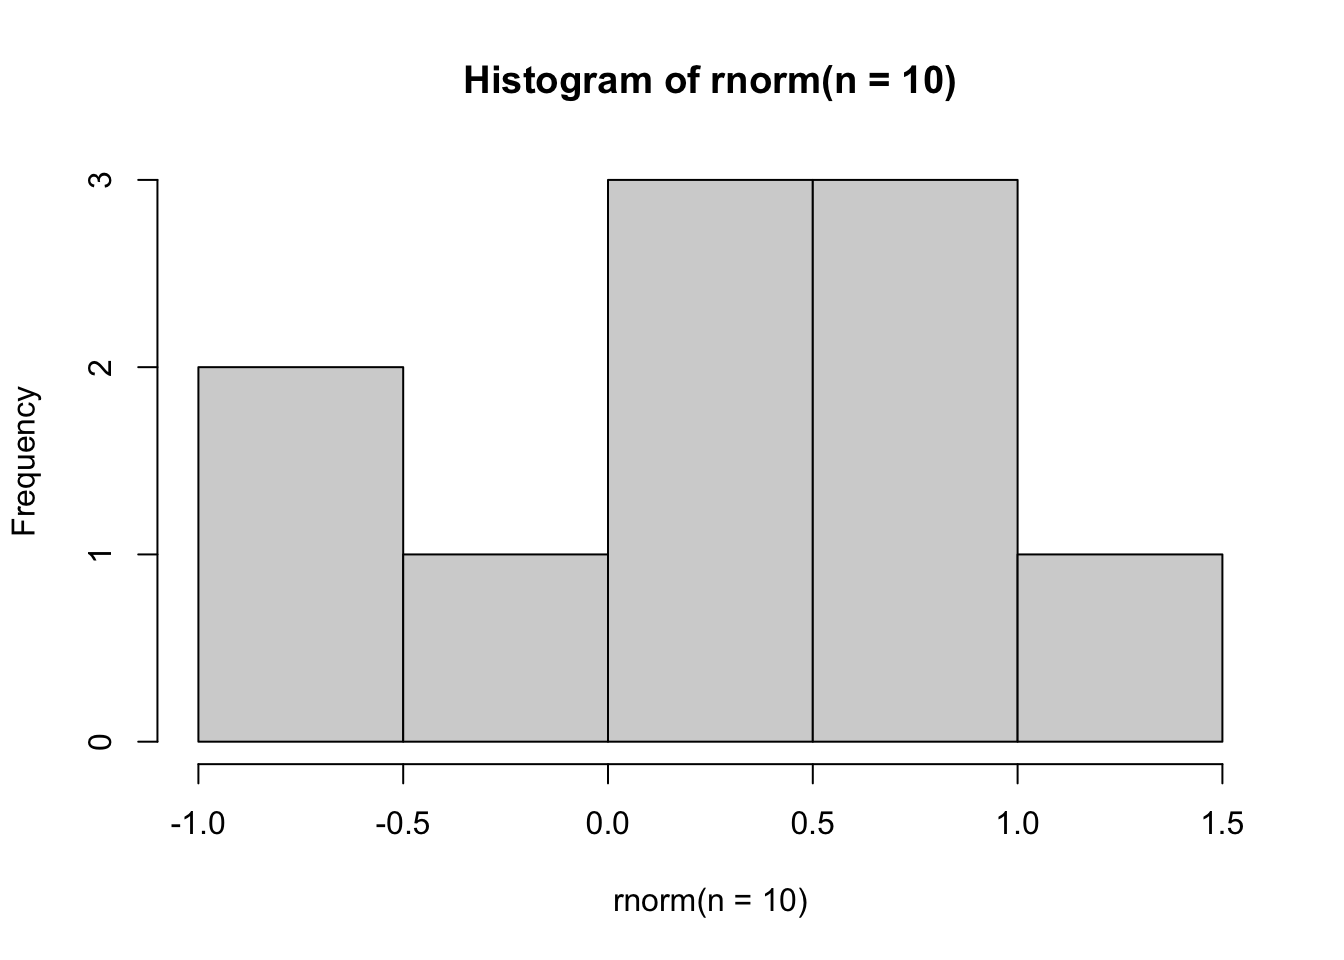 Histogram of rnorm(n = 10)
Frequency
3
2
1
0
-1.0 -0.5 0.0 0.5 1.0 1.5
rnorm(n = 10)